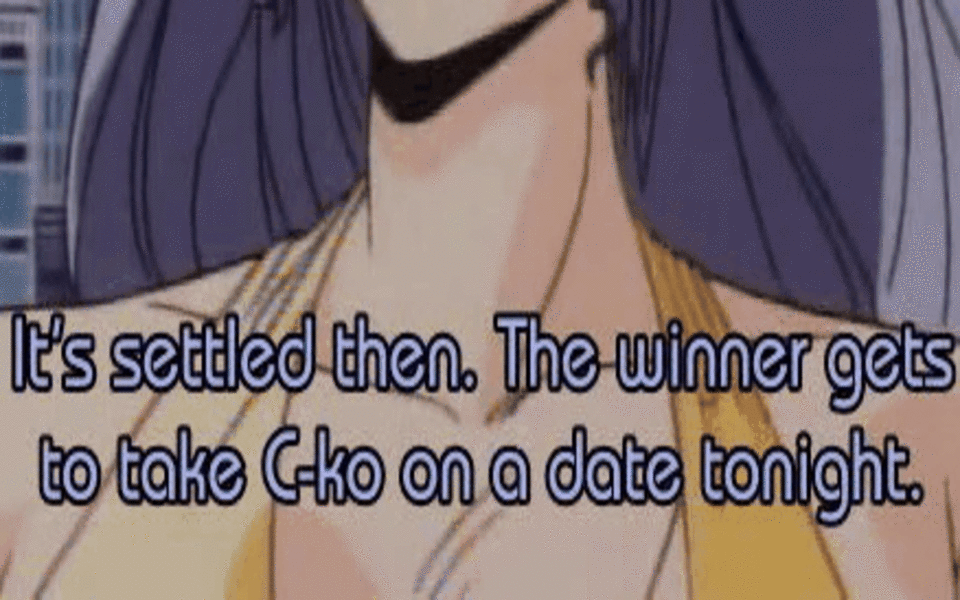 It's settled then. The winner gets
to take C-ko on a date tonight.